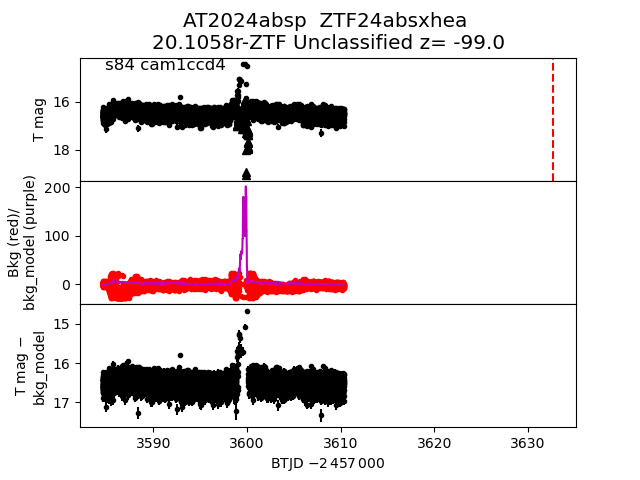 AT2024absp  ZTF24absxhea
20.1058r-ZTF Unclassified z= -99.0
s84 cam1ccd4
T mag
16
18
Bkg (red)/
bkg_model (purple)
200
100
0
T mag −
bkg_model
15
16
17
3590 3600 3610 3620 3630
BTJD −2 457 000